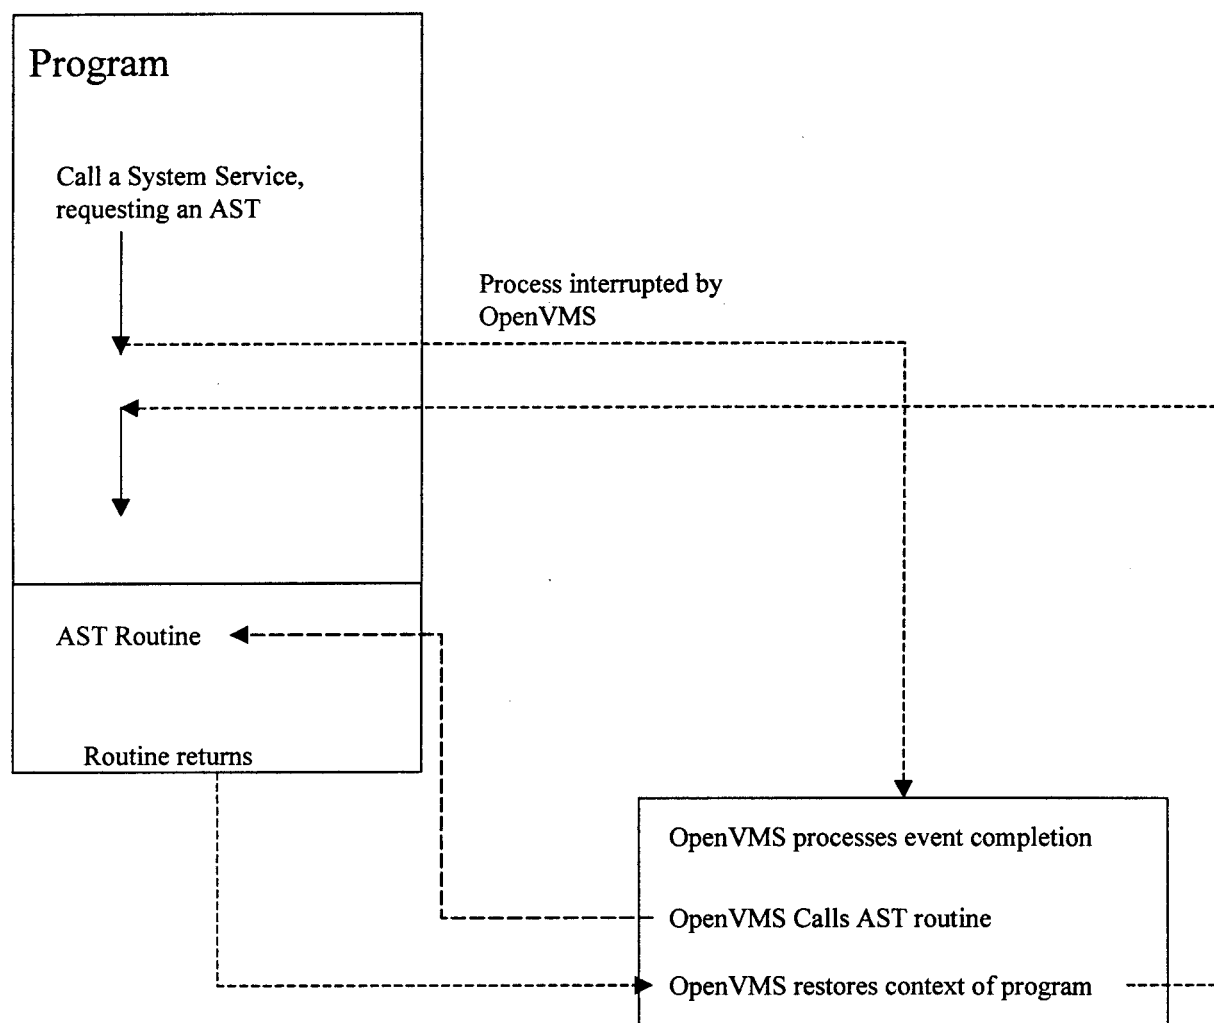 Program
Call a System Service,
requesting an AST
Process interrupted by
OpenVMS
AST Routine
Routine returns
OpenVMS processes event completion
OpenVMS Calls AST routine
OpenVMS restores context of program